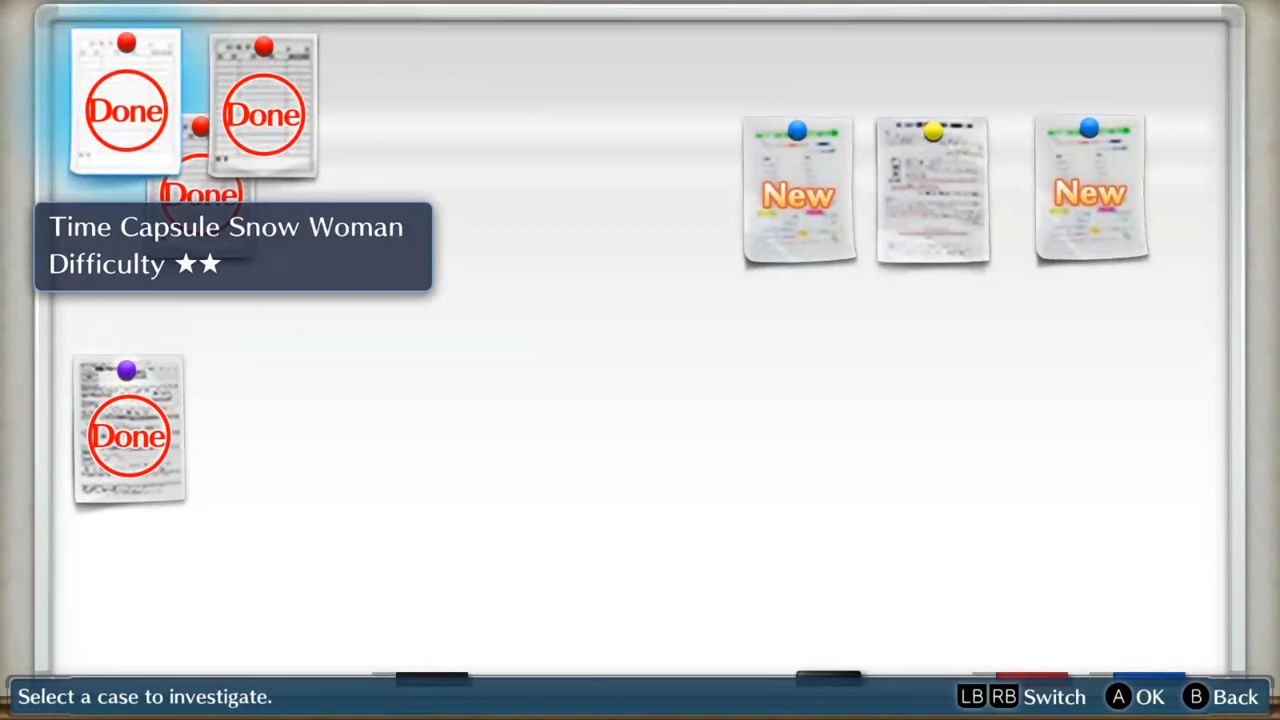 Done
Done
Done
Time Capsule Snow Woman
Difficulty ★★
New
New
Done
Select a case to investigate.
LB RB Switch A OK B Back